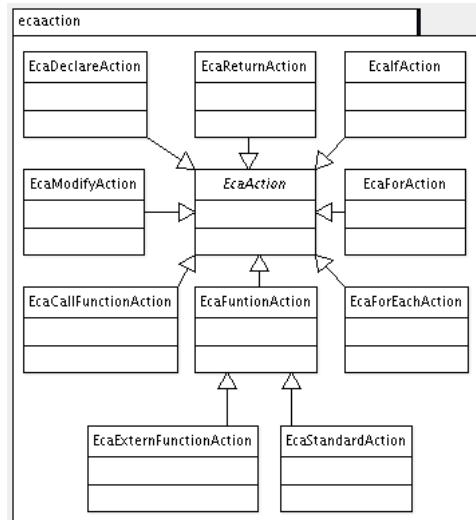 ecaaction
EcaDeclareAction
EcaReturnAction
EcaIfAction
EcaModifyAction
EcaAction
EcaForAction
EcaCallFunctionAction
EcaFuntionAction
EcaForEachAction
EcaExternFunctionAction
EcaStandardAction